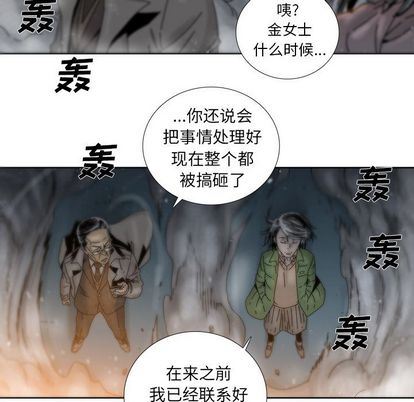 轰
轰
咦?
金女士
什么时候...
...你还说会
把事情处理好
现在整个都
被搞砸了
轰
轰
轰
轰
在来之前
我已经联系好